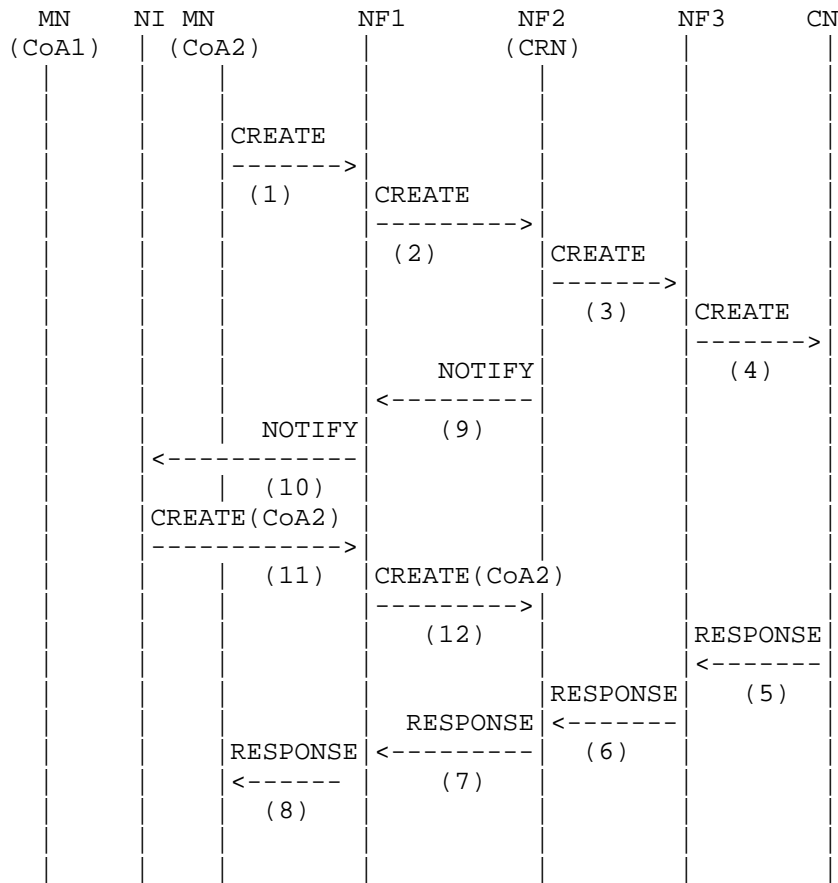 MN NI MN NF1 NF2 NF3 CN
(CoA1) (CoA2) (CRN)
CREATE
------->
(1) CREATE
--------->
(2) CREATE
------->
(3) CREATE
------->
NOTIFY (4)
<---------
NOTIFY (9)
<------------
(10)
CREATE(CoA2)
------------>
(11) CREATE(CoA2)
--------->
(12) RESPONSE
<-------
RESPONSE (5)
RESPONSE <-------
RESPONSE <--------- (6)
<------ (7)
(8)